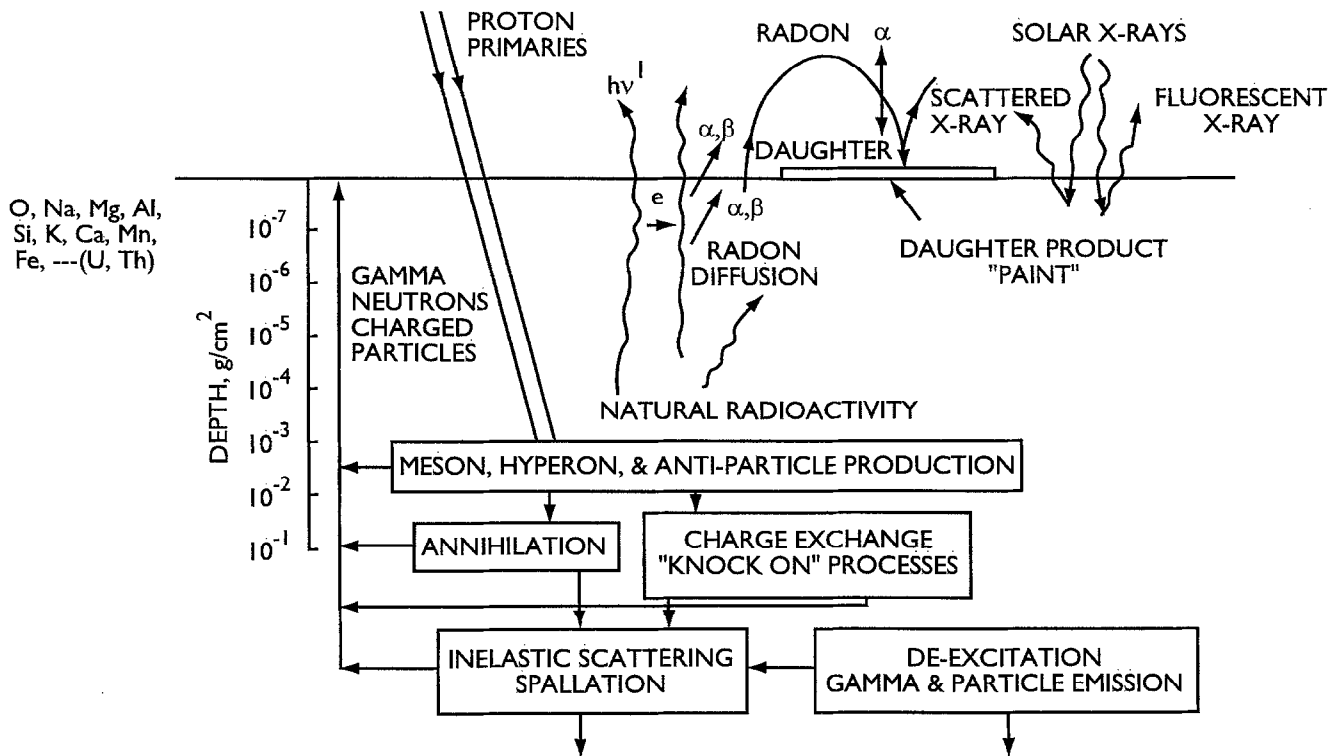 PROTON
PRIMARIES
hν¹
α,β
α,β
e
RADON
α
DAUGHTER
SOLAR X-RAYS
SCATTERED
X-RAY
FLUORESCENT
X-RAY
O, Na, Mg, Al,
Si, K, Ca, Mn,
Fe, ---(U, Th)
DEPTH, g/cm²
10⁻⁷
10⁻⁶
10⁻⁵
10⁻⁴
10⁻³
10⁻²
10⁻¹
GAMMA
NEUTRONS
CHARGED
PARTICLES
RADON
DIFFUSION
DAUGHTER PRODUCT
"PAINT"
NATURAL RADIOACTIVITY
MESON, HYPERON, & ANTI-PARTICLE PRODUCTION
ANNIHILATION
CHARGE EXCHANGE
"KNOCK ON" PROCESSES
INELASTIC SCATTERING
SPALLATION
DE-EXCITATION
GAMMA & PARTICLE EMISSION